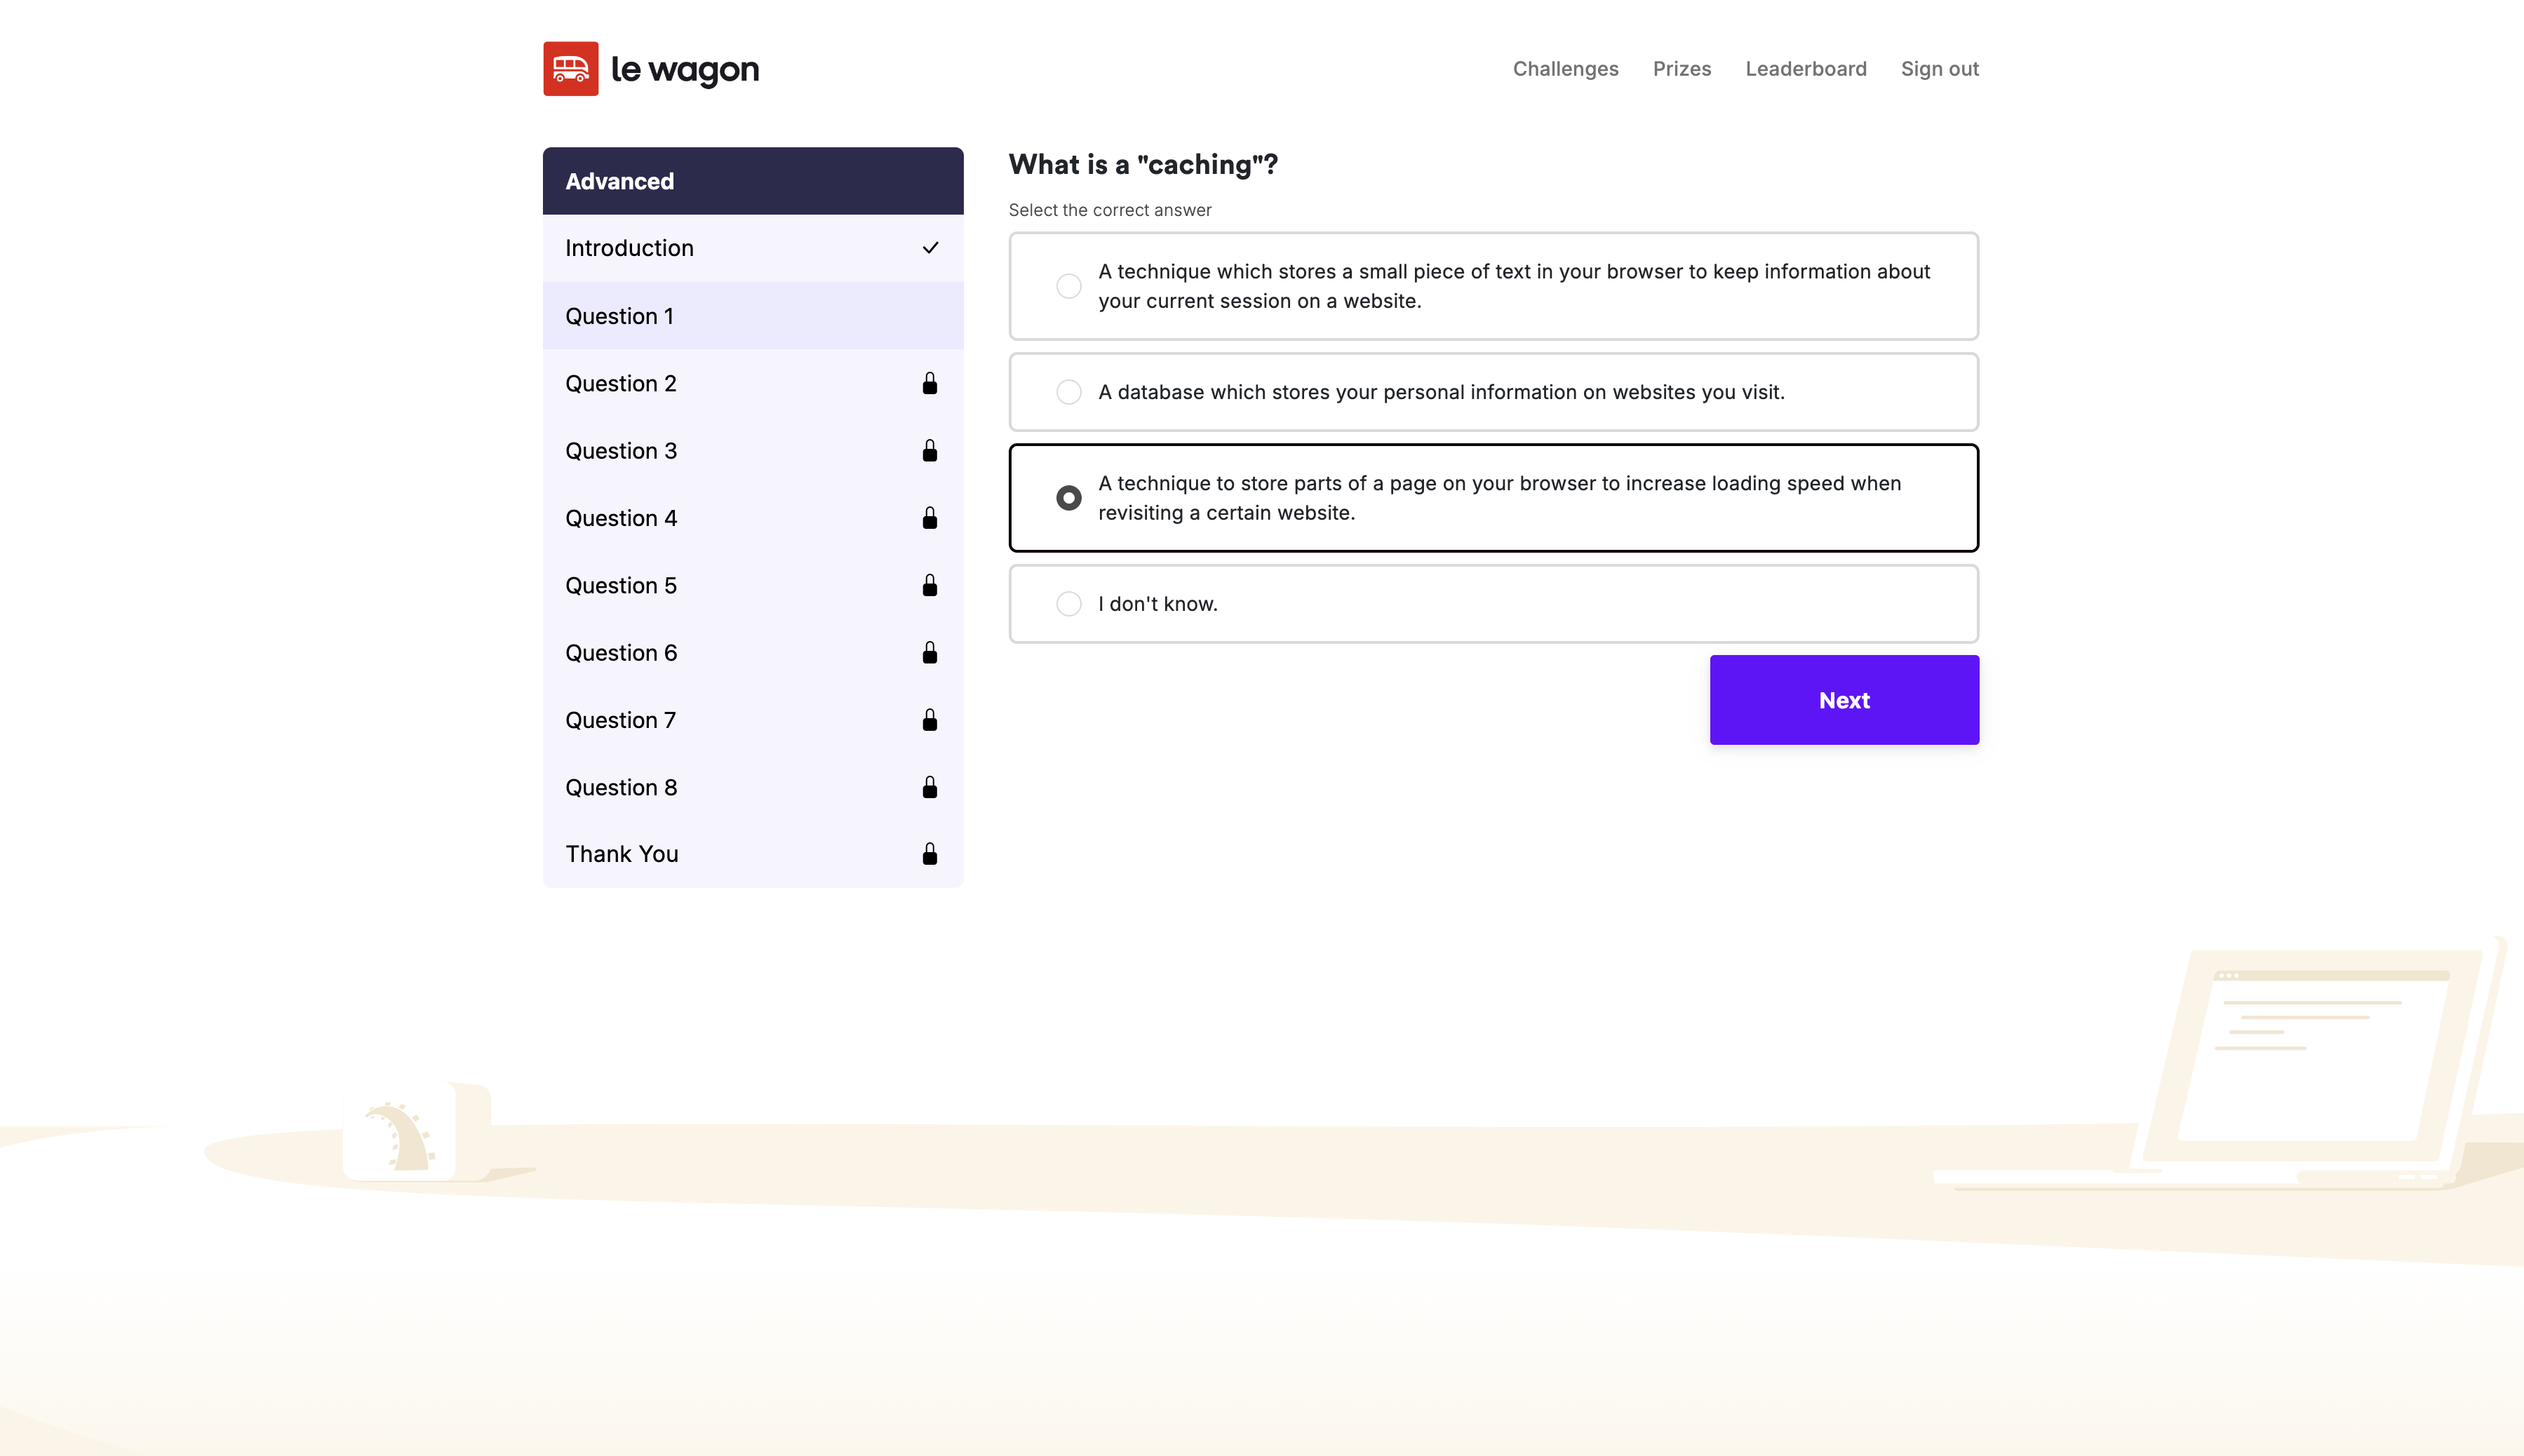 le wagon
Challenges
Prizes
Leaderboard
Sign out
Advanced
Introduction
Question 1
Question 2
Question 3
Question 4
Question 5
Question 6
Question 7
Question 8
Thank You
What is a "caching"?
Select the correct answer
A technique which stores a small piece of text in your browser to keep information about
your current session on a website.
A database which stores your personal information on websites you visit.
A technique to store parts of a page on your browser to increase loading speed when
revisiting a certain website.
I don't know.
Next